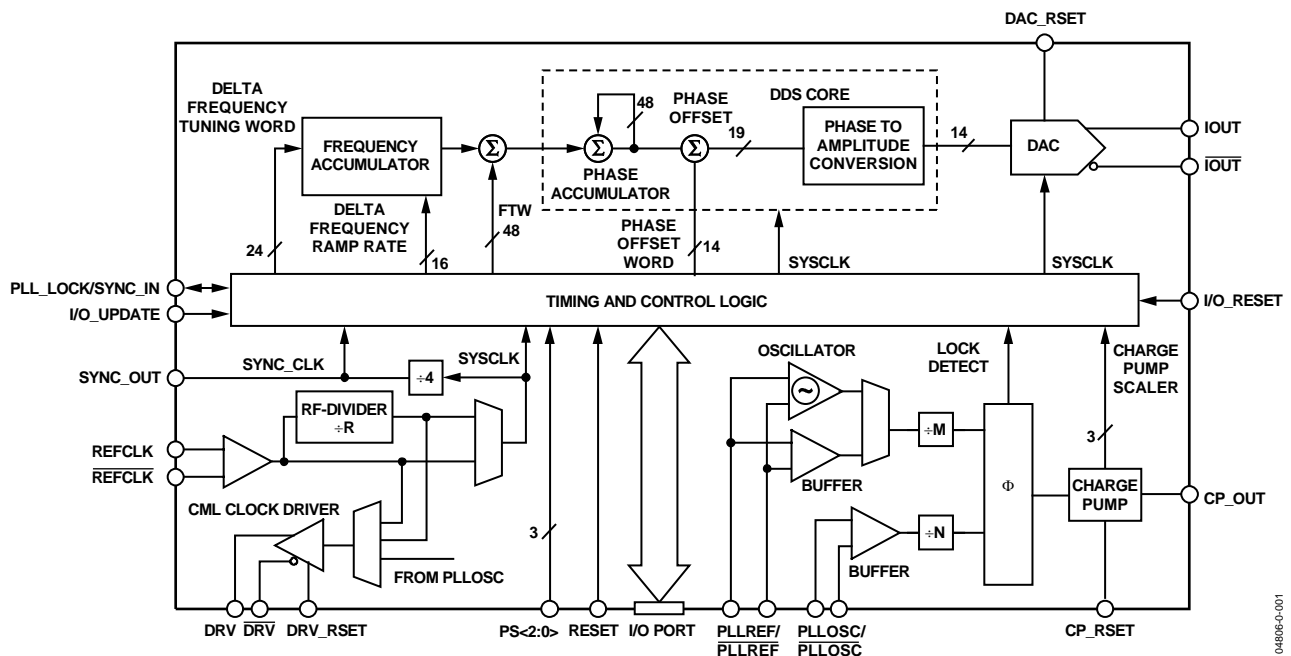 DAC_RSET
DELTA
FREQUENCY
TUNING WORD
FREQUENCY
ACCUMULATOR
Σ
48
Σ
PHASE
ACCUMULATOR
PHASE
OFFSET
Σ
19
DDS CORE
PHASE TO
AMPLITUDE
CONVERSION
14
DAC
IOUT
IOUT
24
DELTA
FREQUENCY
RAMP RATE
16
FTW
48
PHASE
OFFSET
WORD
14
SYSCLK
SYSCLK
PLL_LOCK/SYNC_IN
I/O_UPDATE
TIMING AND CONTROL LOGIC
I/O_RESET
SYNC_OUT
SYNC_CLK
÷4
SYSCLK
RF-DIVIDER
÷R
REFCLK
REFCLK
CML CLOCK DRIVER
FROM PLLOSC
3
OSCILLATOR
~
BUFFER
÷M
LOCK
DETECT
CHARGE
PUMP
SCALER
3
Φ
CHARGE
PUMP
CP_OUT
BUFFER
÷N
DRV
DRV
DRV_RSET
PS<2:0>
RESET
I/O PORT
PLLREF/
PLLREF
PLLOSC/
PLLOSC
CP_RSET
04806-0-001